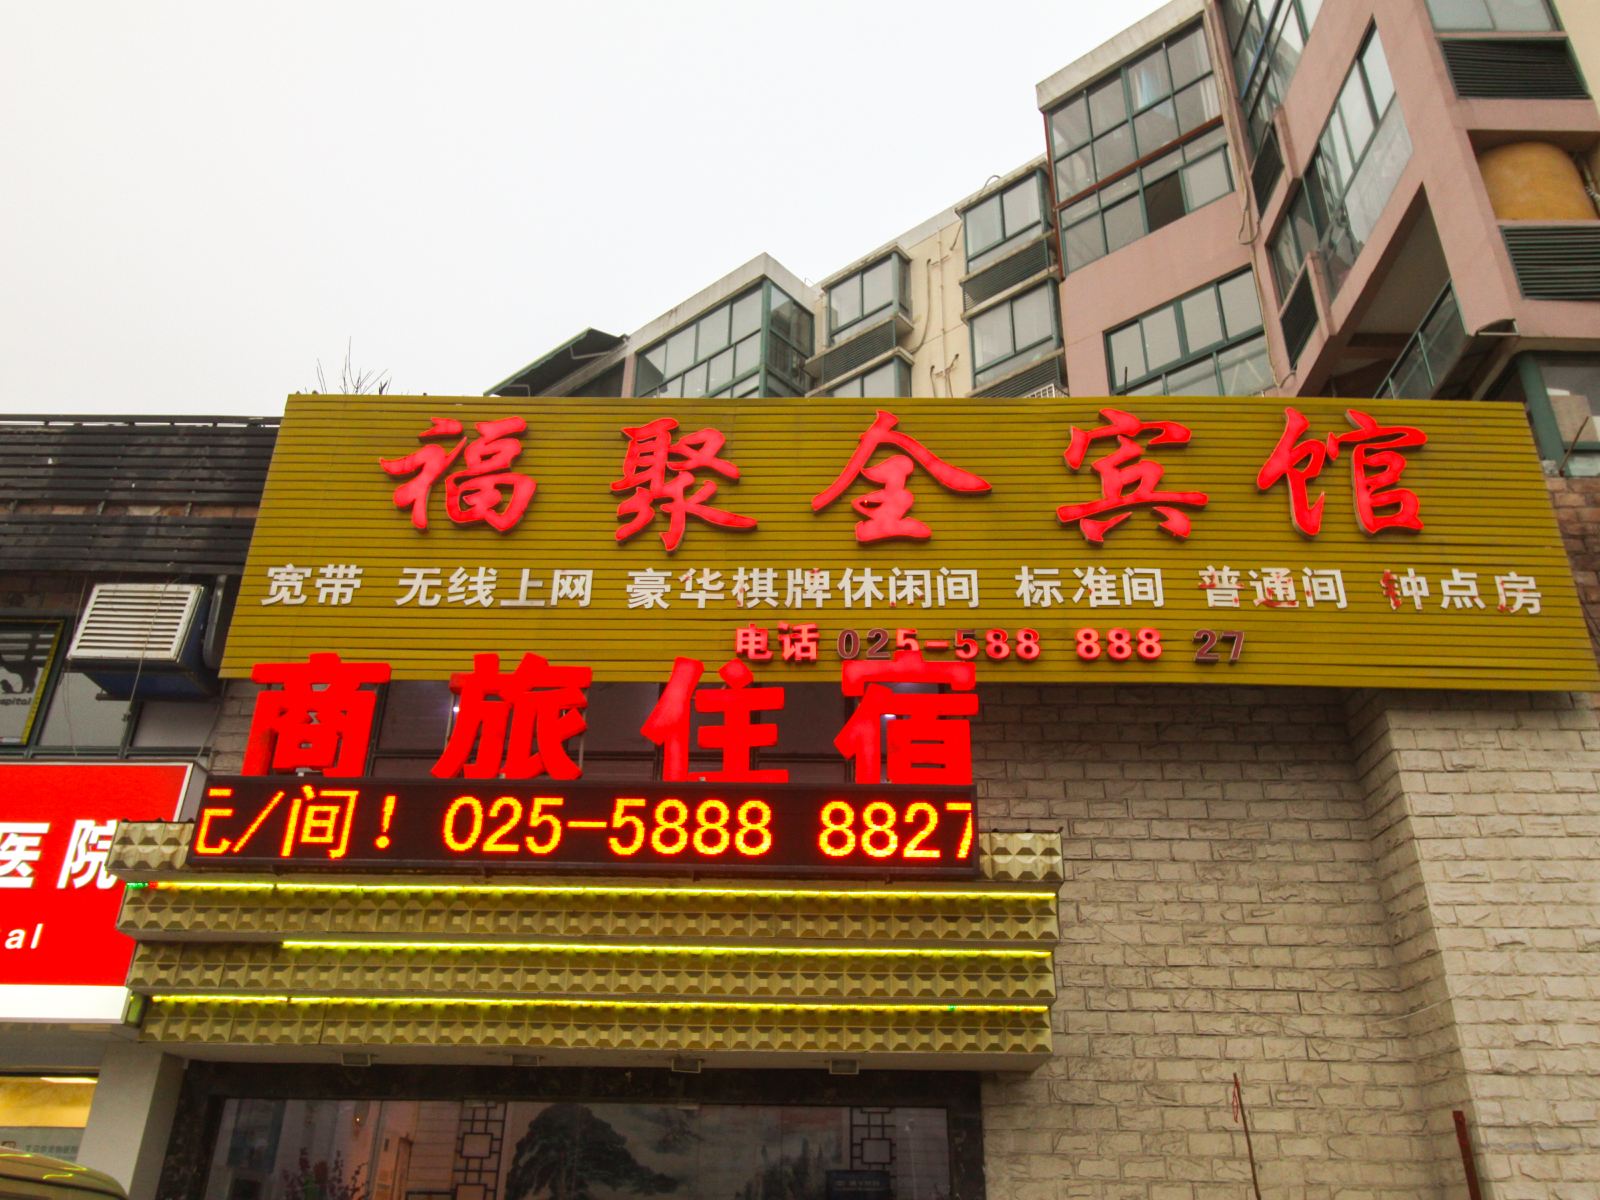 福聚全宾馆
宽带 无线上网 豪华棋牌休闲间 标准间 普通间 钟点房
电话 025-588 888 27
商旅住宿
元/间！025-5888 8827
医院
spital
al